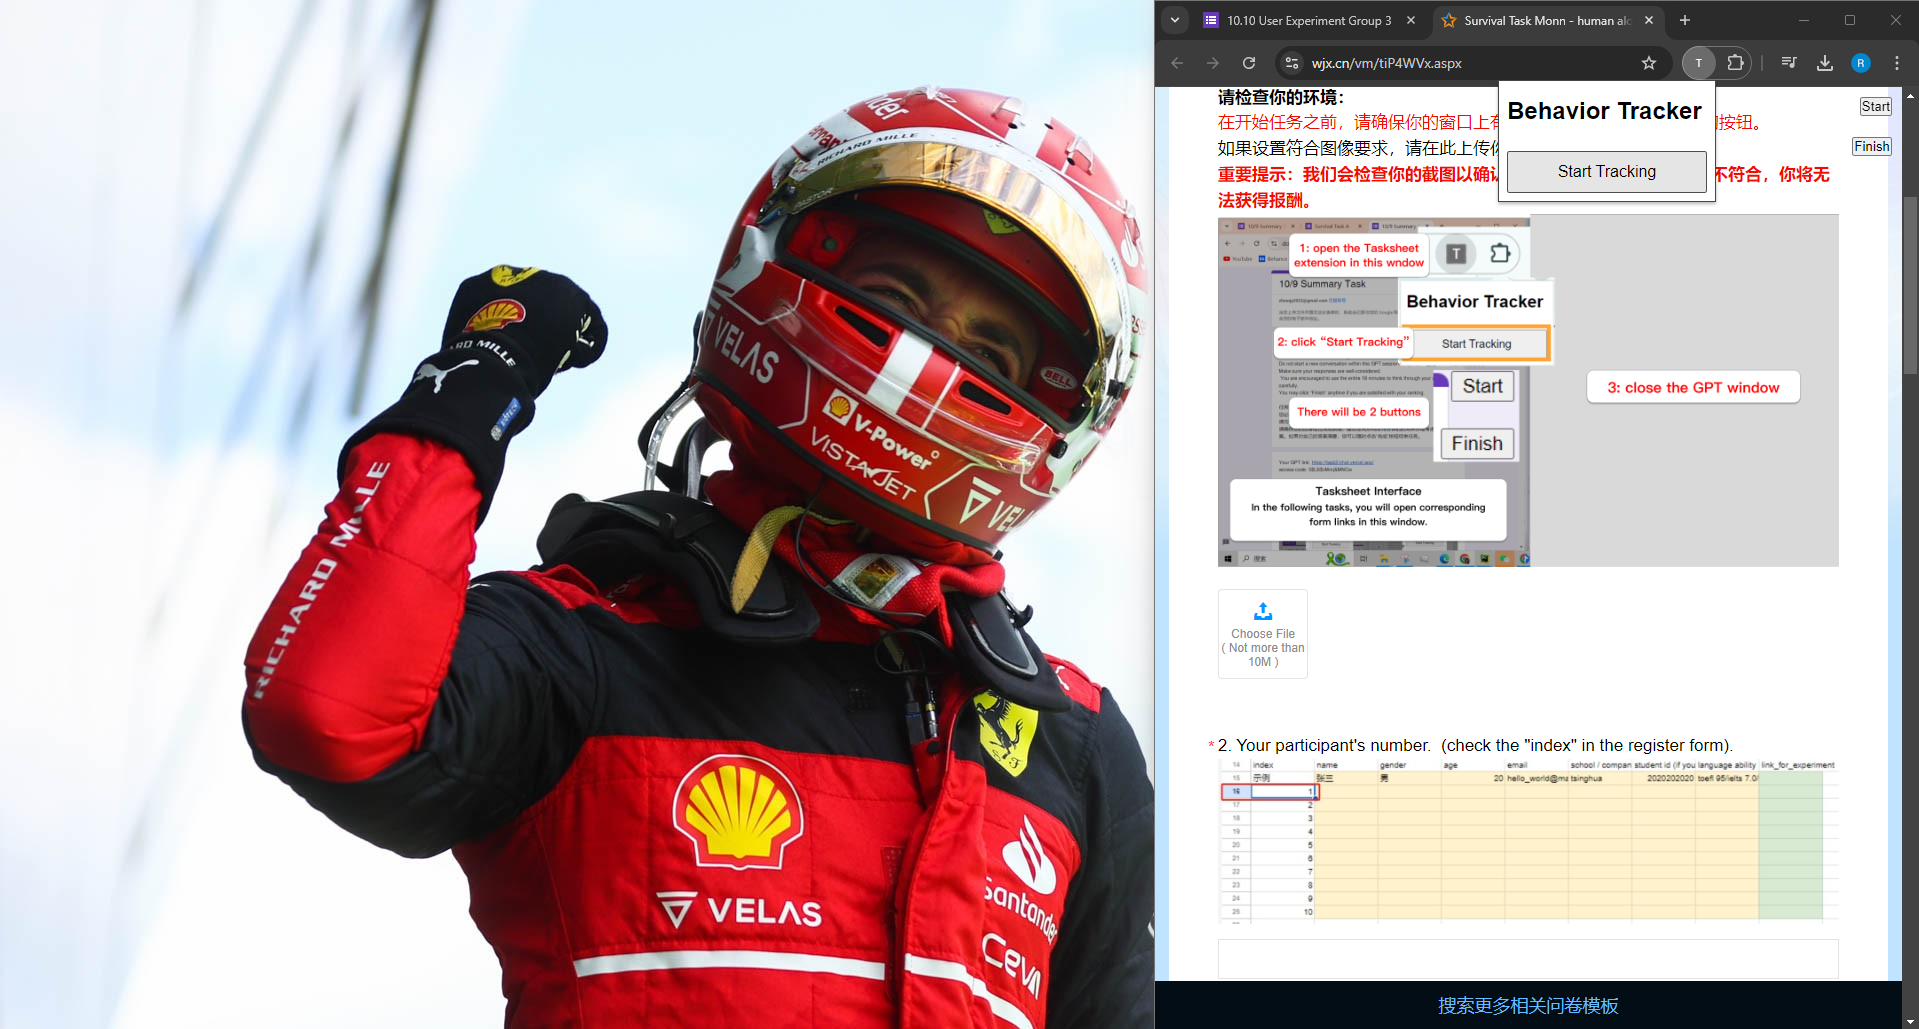 RICHARD MILLE
VELAS
BELL
V-Power
VISTAJET
RICHARD MILLE
VELAS
Santander
Ceva
10.10 User Experiment Group 3
Survival Task Monn - human alo
wjx.cn/vm/tiP4WVx.aspx
T
R
请检查你的环境：
在开始任务之前，请确保你的窗口上有
按钮。
如果设置符合图像要求，请在此上传你
重要提示：我们会检查你的截图以确认
不符合，你将无
法获得报酬。
Behavior Tracker
Start Tracking
Start
Finish
1: open the Tasksheet
extension in this wndow
T
10/9 Summary Task
Behavior Tracker
2: click “Start Tracking”
Start Tracking
Start
There will be 2 buttons
Finish
3: close the GPT window
Tasksheet Interface
In the following tasks, you will open corresponding
form links in this window.
Choose File
( Not more than
10M )
* 2. Your participant's number. (check the "index" in the register form).
14 index name gender age email school / compan student id (if you language ability link_for_experiment
15 示例 张三 男 20 hello_world@ma tsinghua 2020202020 toefl 95/ielts 7.0/
16 1
17 2
18 3
19 4
20 5
21 6
22 7
23 8
24 9
25 10
搜索更多相关问卷模板